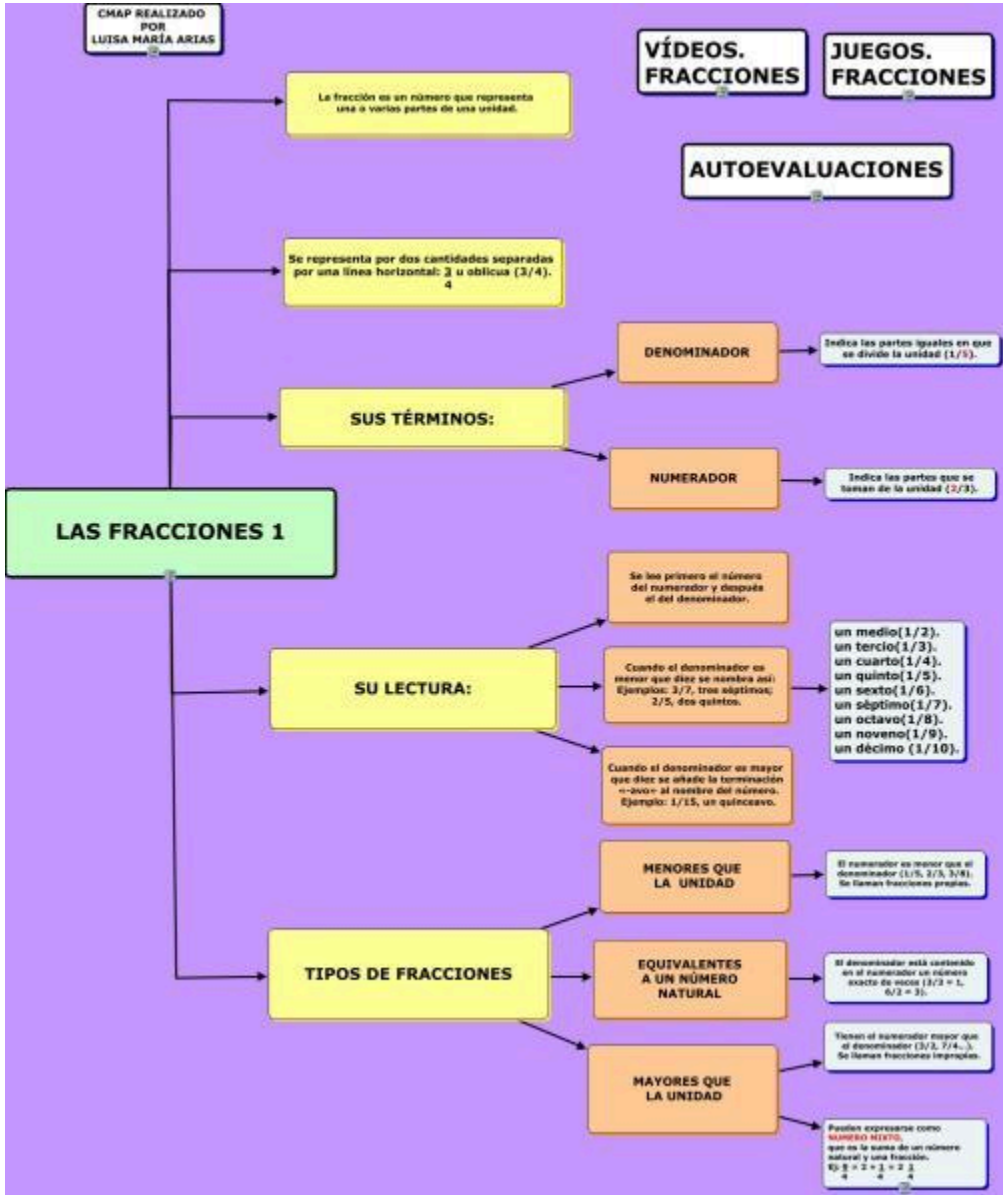 CMAP REALIZADO
POR
LUISA MARÍA ARIAS
VÍDEOS.
FRACCIONES
JUEGOS.
FRACCIONES
AUTOEVALUACIONES
La fracción es un número que representa
una o varias partes de una unidad.
Se representa por dos cantidades separadas
por una línea horizontal: 3 u oblicua (3/4).
4
SUS TÉRMINOS:
DENOMINADOR
Indica las partes iguales en que
se divide la unidad (1/5).
NUMERADOR
Indica las partes que se
toman de la unidad (2/3).
LAS FRACCIONES 1
SU LECTURA:
Se lee primero el número
del numerador y después
el del denominador.
Cuando el denominador es
menor que diez se nombra así:
Ejemplos: 3/7, tres séptimos;
2/5, dos quintos.
un medio(1/2).
un tercio(1/3).
un cuarto(1/4).
un quinto(1/5).
un sexto(1/6).
un séptimo(1/7).
un octavo(1/8).
un noveno(1/9).
un décimo (1/10).
Cuando el denominador es mayor
que diez se añade la terminación
«-avo» al nombre del número.
Ejemplo: 1/15, un quinceavo.
TIPOS DE FRACCIONES
MENORES QUE
LA UNIDAD
El numerador es menor que el
denominador (1/5, 2/3, 3/8).
Se llaman fracciones propias.
EQUIVALENTES
A UN NÚMERO
NATURAL
El denominador está contenido
en el numerador un número
exacto de veces (3/3 = 1,
6/2 = 3).
MAYORES QUE
LA UNIDAD
Tienen el numerador mayor que
el denominador (3/2, 7/4...).
Se llaman fracciones impropias.
Pueden expresarse como
NUMERO MIXTO,
que es la suma de un número
natural y una fracción.
Ej: 9 = 2 + 1 = 2 1
4 4 4